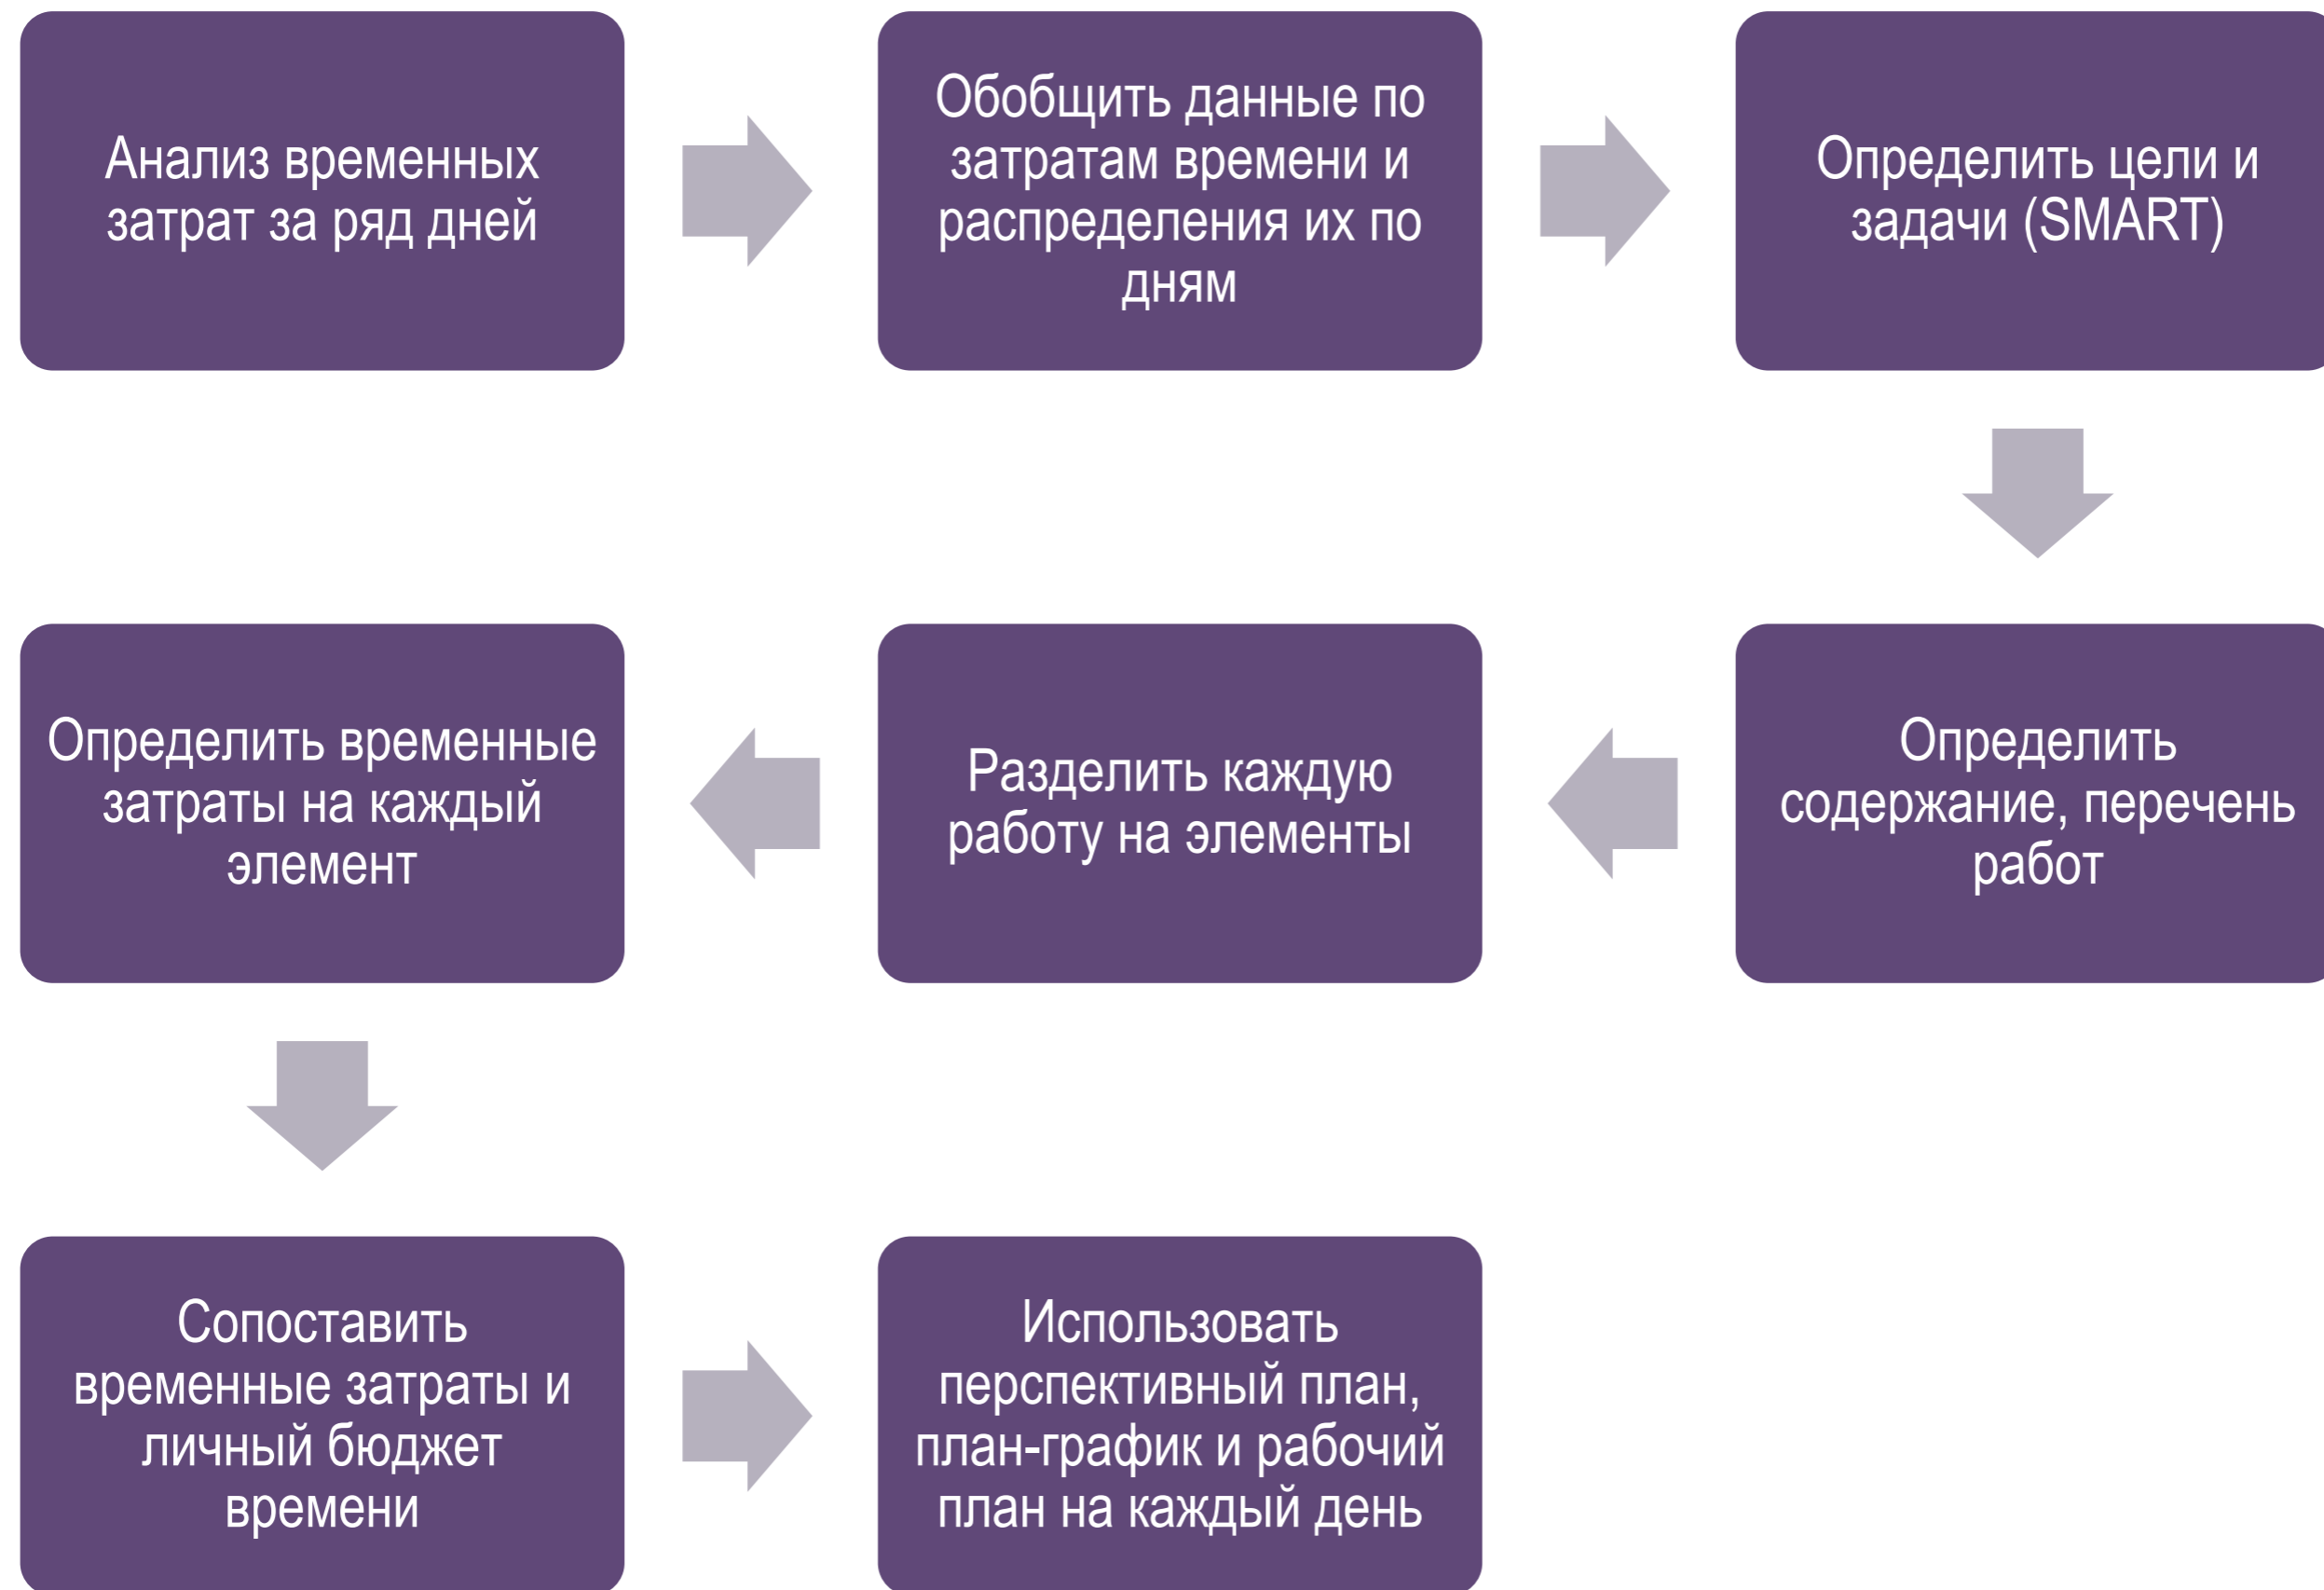 Анализ временных
затрат за ряд дней
Обобщить данные по
затратам времени и
распределения их по
дням
Определить цели и
задачи (SMART)
Определить
содержание, перечень
работ
Разделить каждую
работу на элементы
Определить временные
затраты на каждый
элемент
Сопоставить
временные затраты и
личный бюджет
времени
Использовать
перспективный план,
план-график и рабочий
план на каждый день